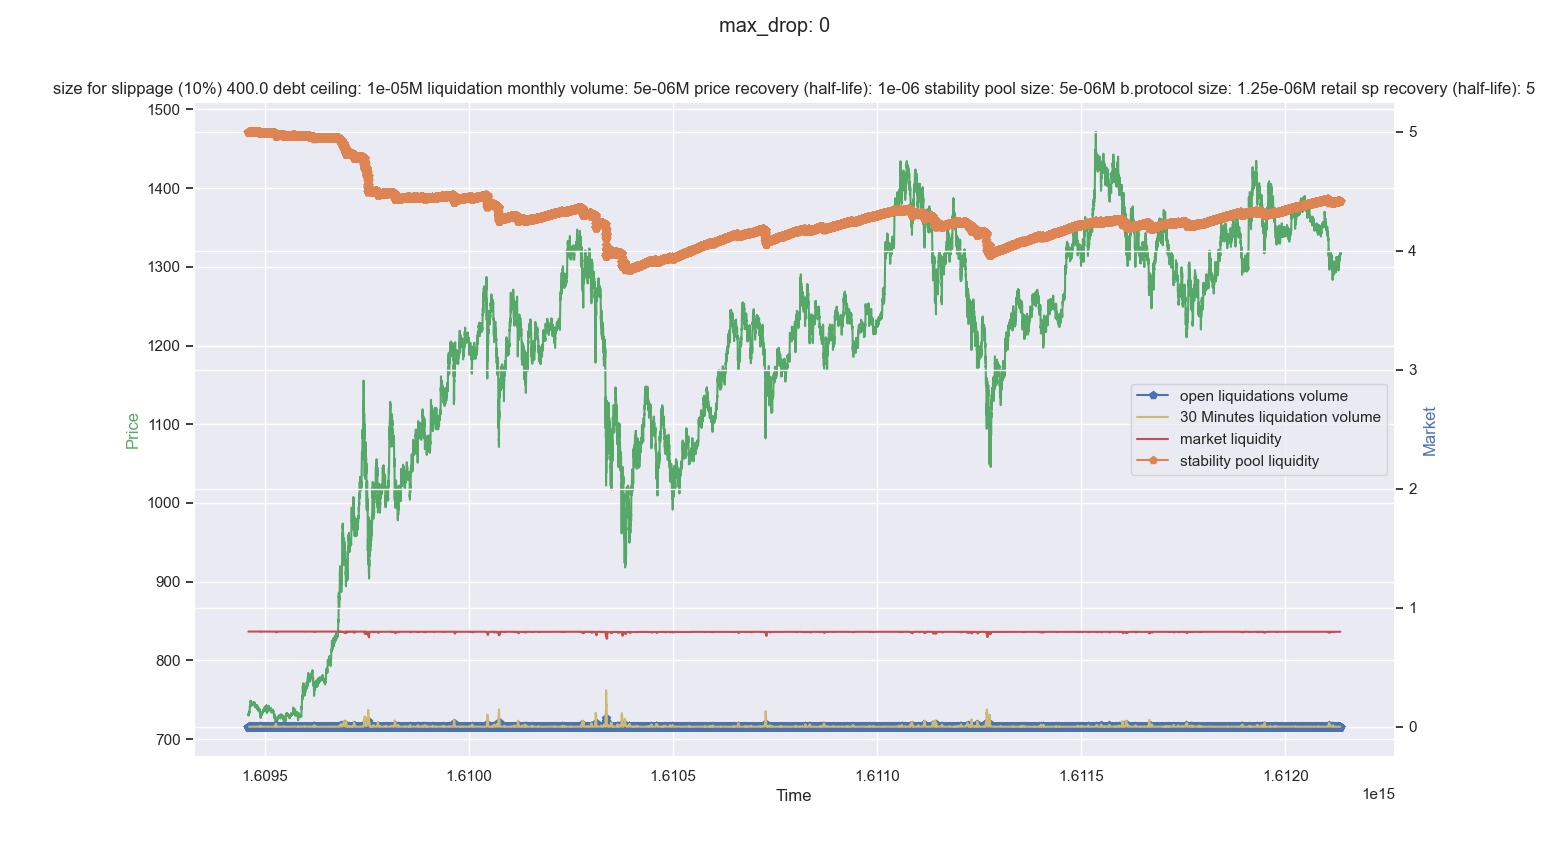 max_drop: 0
size for slippage (10%) 400.0 debt ceiling: 1e-05M liquidation monthly volume: 5e-06M price recovery (half-life): 1e-06 stability pool size: 5e-06M b.protocol size: 1.25e-06M retail sp recovery (half-life): 5
1500
1400
1300
1200
1100
1000
900
800
700
Price
5
4
3
2
1
0
Market
open liquidations volume
30 Minutes liquidation volume
market liquidity
stability pool liquidity
1.6095 1.6100 1.6105 1.6110 1.6115 1.6120
Time
1e15